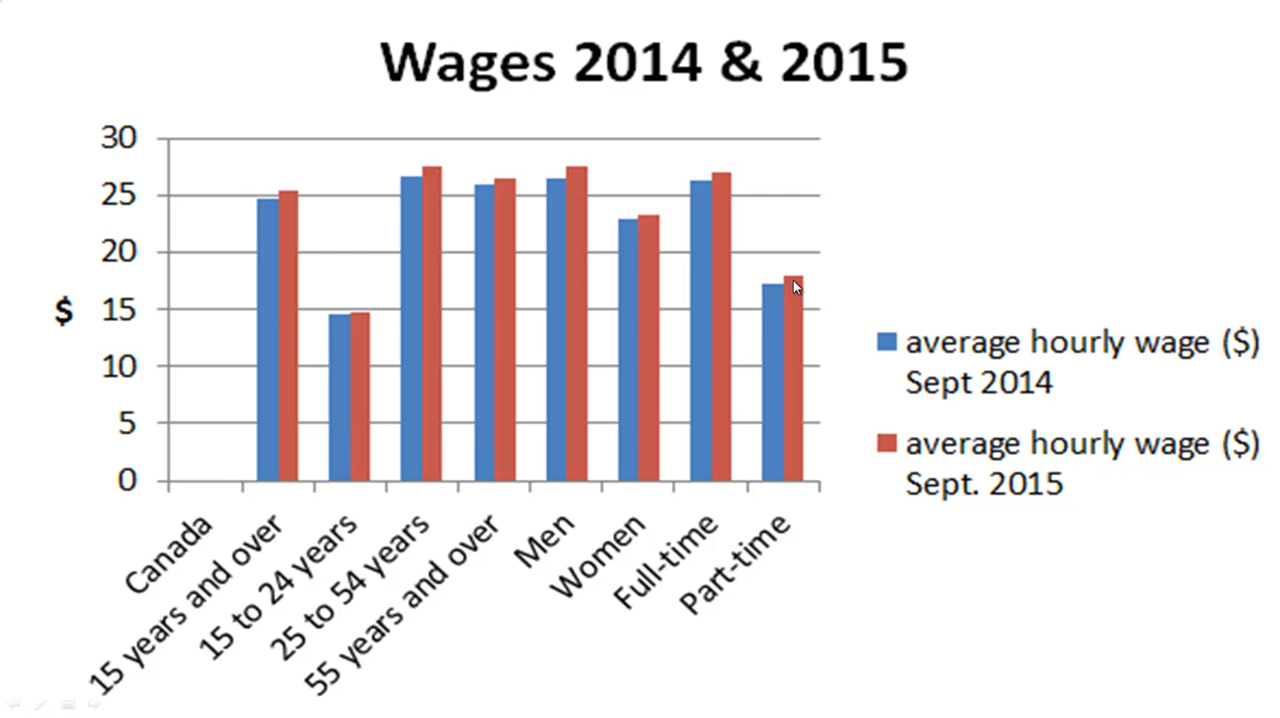 Wages 2014 & 2015
30
25
20
$ 15
10
5
0
Canada
15 years and over
15 to 24 years
25 to 54 years
55 years and over
Men
Women
Full-time
Part-time
average hourly wage ($)
Sept 2014
average hourly wage ($)
Sept. 2015